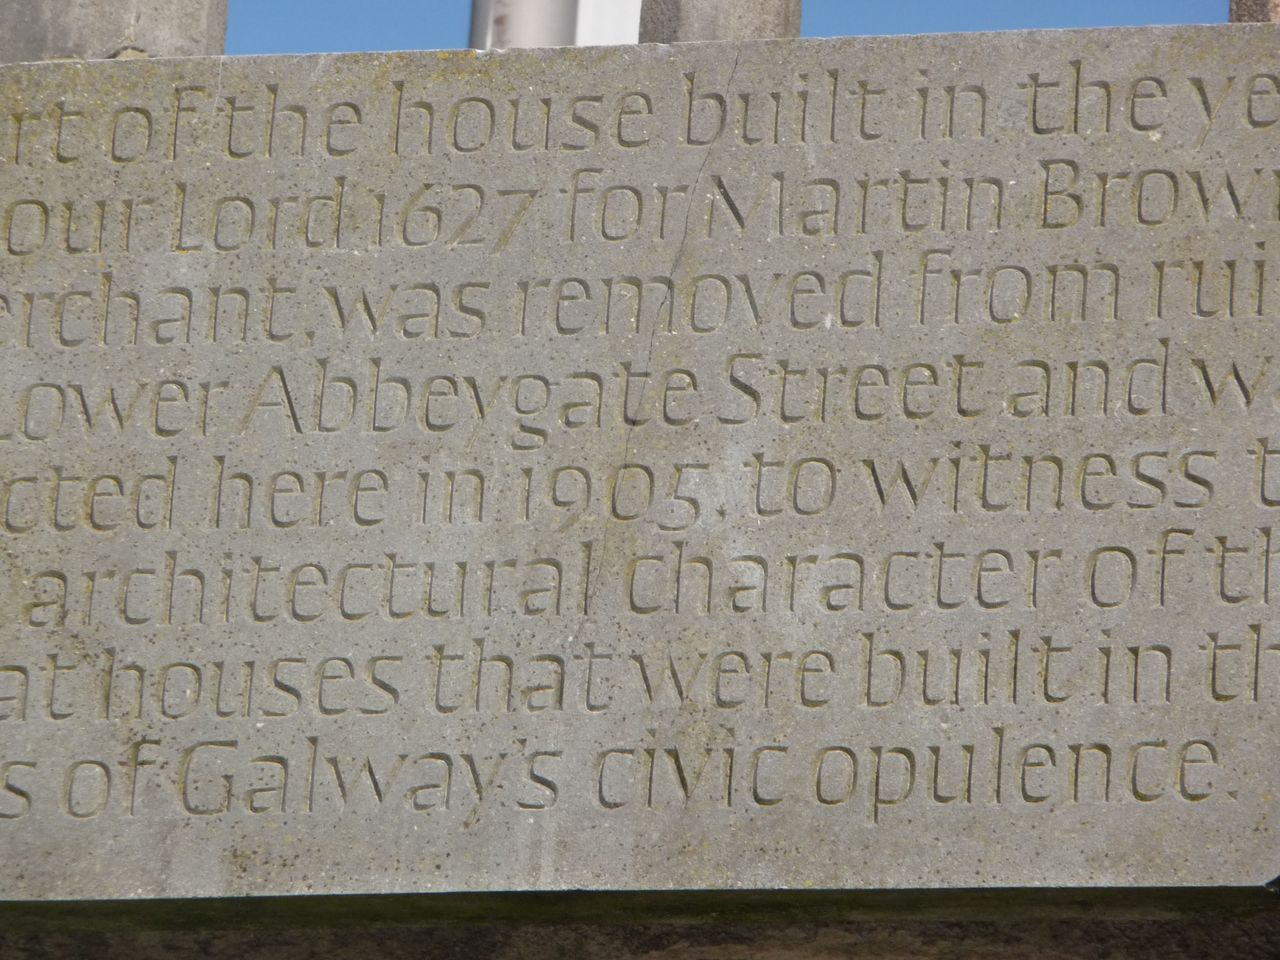 rt of the house built in the ye
our Lord 1627 for Martin Brown
erchant, was removed from ruin
Lower Abbeygate Street and w
cted here in 1905, to witness t
architectural character of th
at houses that were built in th
s of Galway's civic opulence.